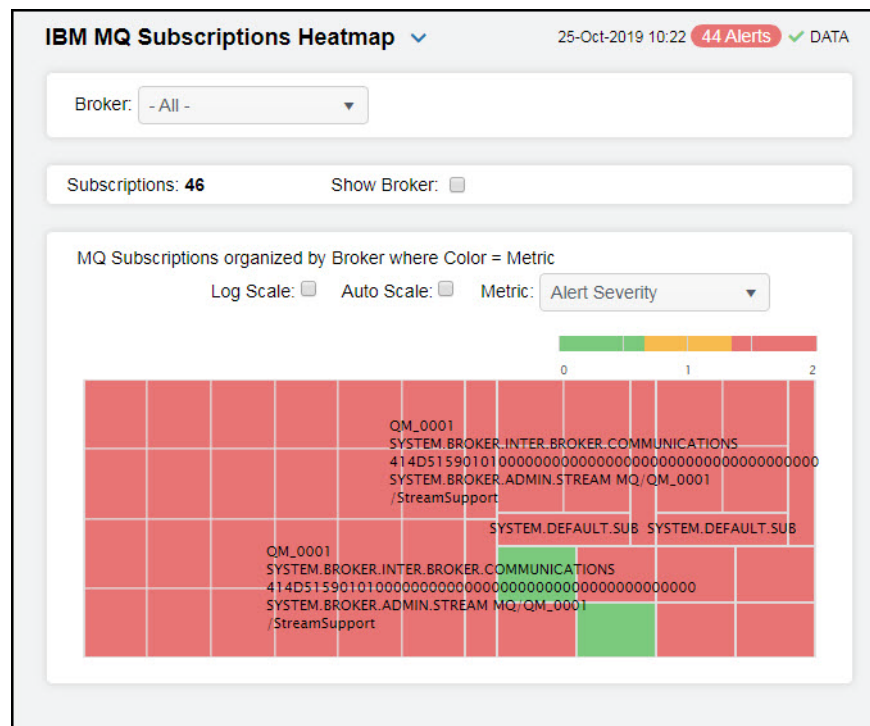 IBM MQ Subscriptions Heatmap 25-Oct-2019 10:22 44 Alerts DATA
Broker: - All -
Subscriptions: 46 Show Broker:
MQ Subscriptions organized by Broker where Color = Metric
Log Scale: Auto Scale: Metric: Alert Severity
0 1 2
QM_0001
SYSTEM.BROKER.INTER.BROKER.COMMUNICATIONS
SYSTEM.BROKER.ADMIN.STREAM MQ/QM_0001
/StreamSupport
SYSTEM.DEFAULT.SUB SYSTEM.DEFAULT.SUB
QM_0001
SYSTEM.BROKER.INTER.BROKER.COMMUNICATIONS
SYSTEM.BROKER.ADMIN.STREAM MQ/QM_0001
/StreamSupport